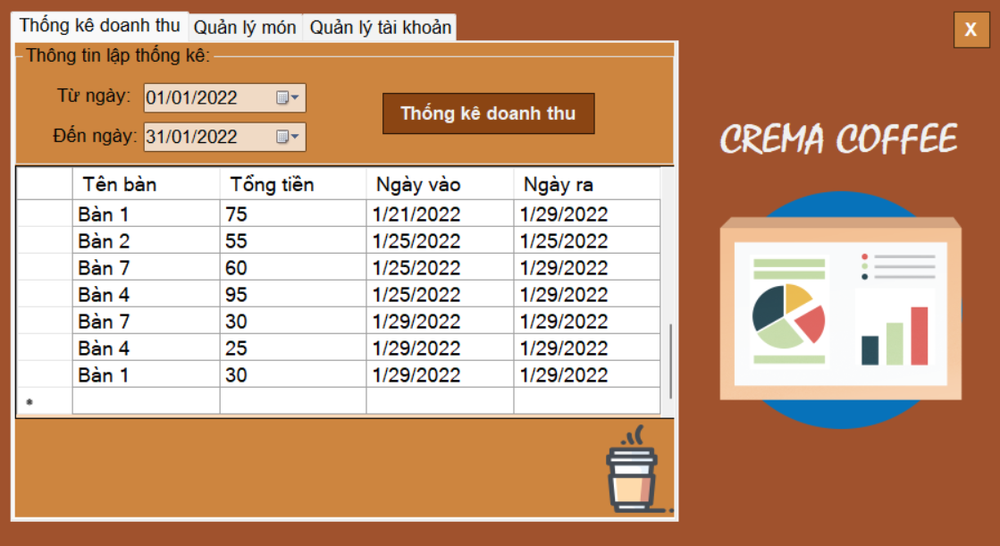 Thống kê doanh thu Quản lý món Quản lý tài khoản
X
Thông tin lập thống kê:
Từ ngày: 01/01/2022
Thống kê doanh thu
Đến ngày: 31/01/2022
CREMA COFFEE
Tên bàn Tổng tiền Ngày vào Ngày ra
Bàn 1 75 1/21/2022 1/29/2022
Bàn 2 55 1/25/2022 1/25/2022
Bàn 7 60 1/25/2022 1/29/2022
Bàn 4 95 1/25/2022 1/29/2022
Bàn 7 30 1/29/2022 1/29/2022
Bàn 4 25 1/29/2022 1/29/2022
Bàn 1 30 1/29/2022 1/29/2022
*